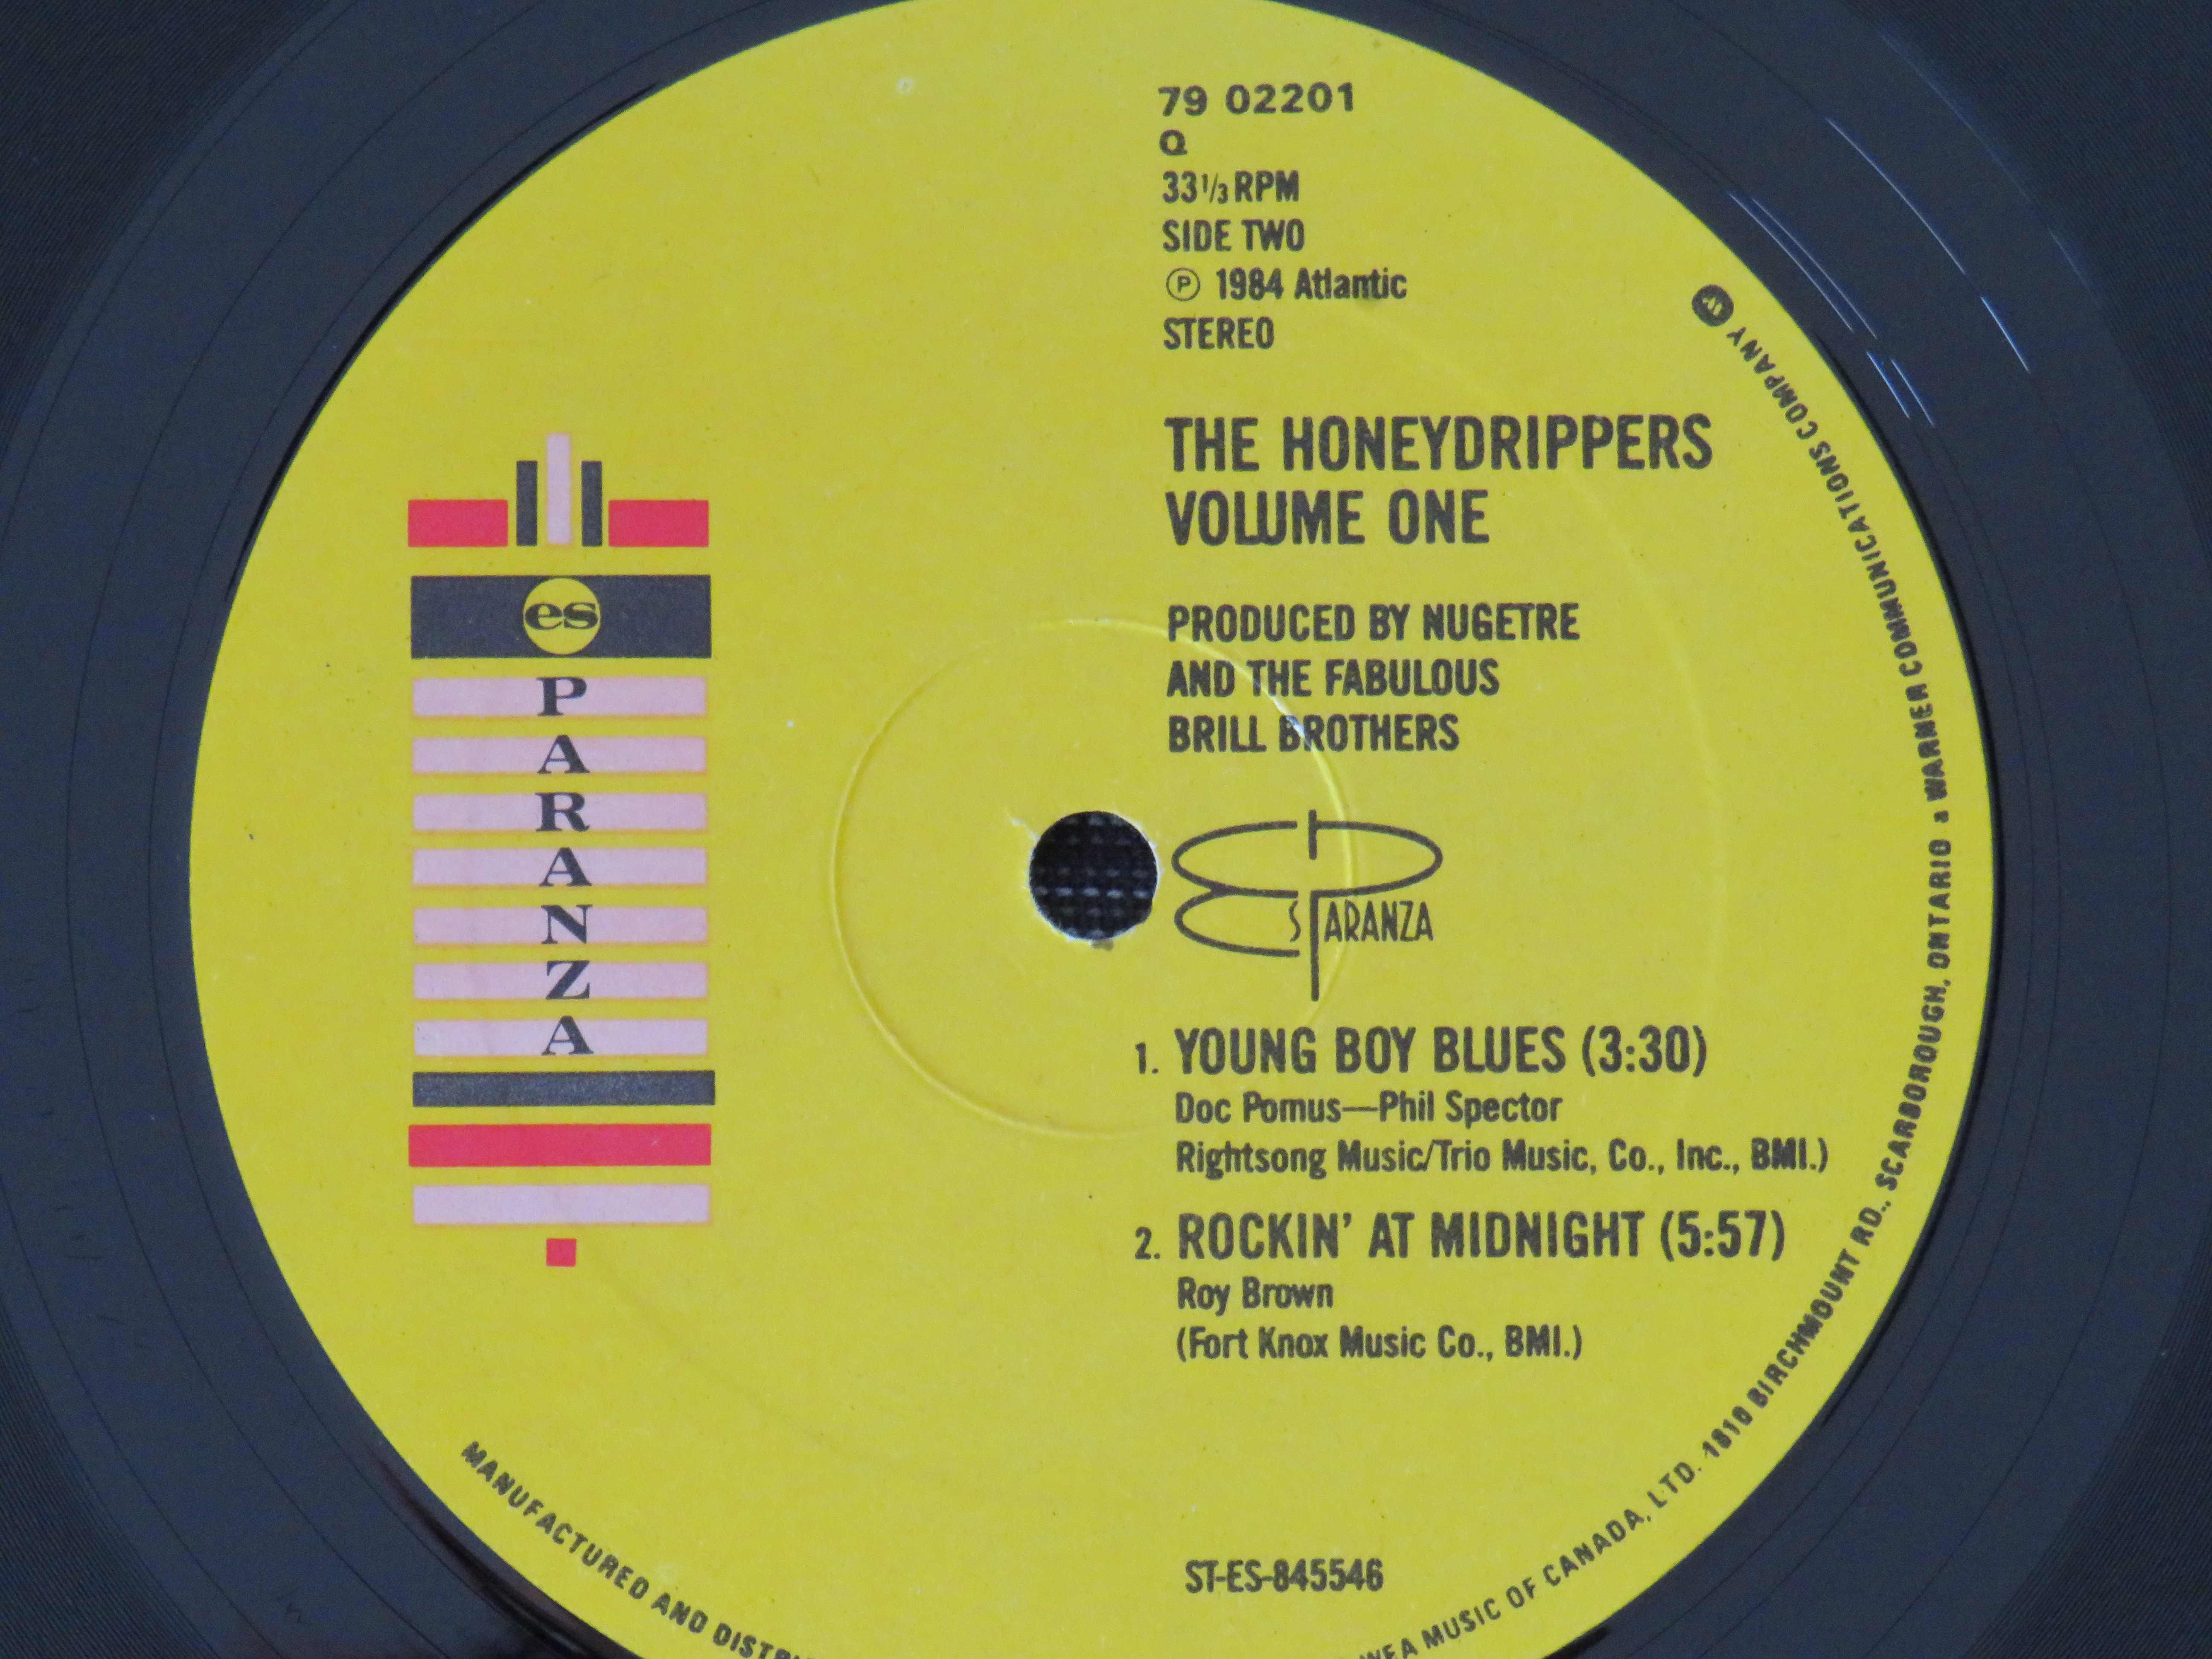 79 02201
Q
33 1/3 RPM
SIDE TWO
Ⓟ 1984 Atlantic
STEREO
THE HONEYDRIPPERS
VOLUME ONE
PRODUCED BY NUGETRE
AND THE FABULOUS
BRILL BROTHERS
ESPARANZA
es
P
A
R
A
N
Z
A
1. YOUNG BOY BLUES (3:30)
Doc Pomus—Phil Spector
Rightsong Music/Trio Music, Co., Inc., BMI.)
2. ROCKIN' AT MIDNIGHT (5:57)
Roy Brown
(Fort Knox Music Co., BMI.)
ST-ES-845546
MANUFACTURED AND
WEA MUSIC OF CANADA, LTD. 1810 BIRCHMOUNT RD., SCARBOROUGH, ONTARIO a WARNER COMMUNICATIONS COMPANY